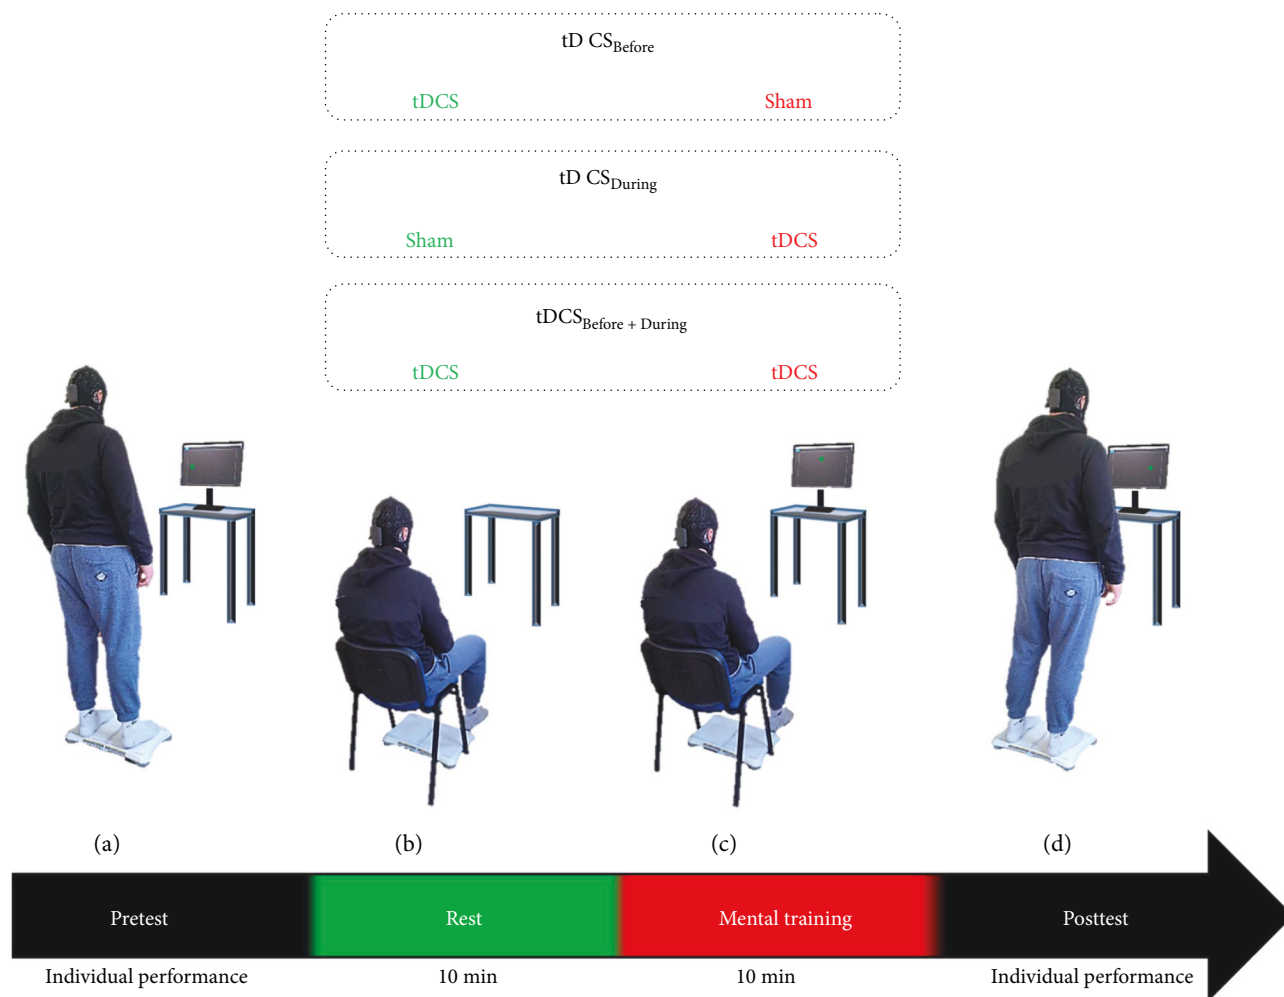 tD CSBefore
tDCS Sham
tD CSDuring
Sham tDCS
tDCSBefore + During
tDCS tDCS
(a) (b) (c) (d)
Pretest Rest Mental training Posttest
Individual performance 10 min 10 min Individual performance